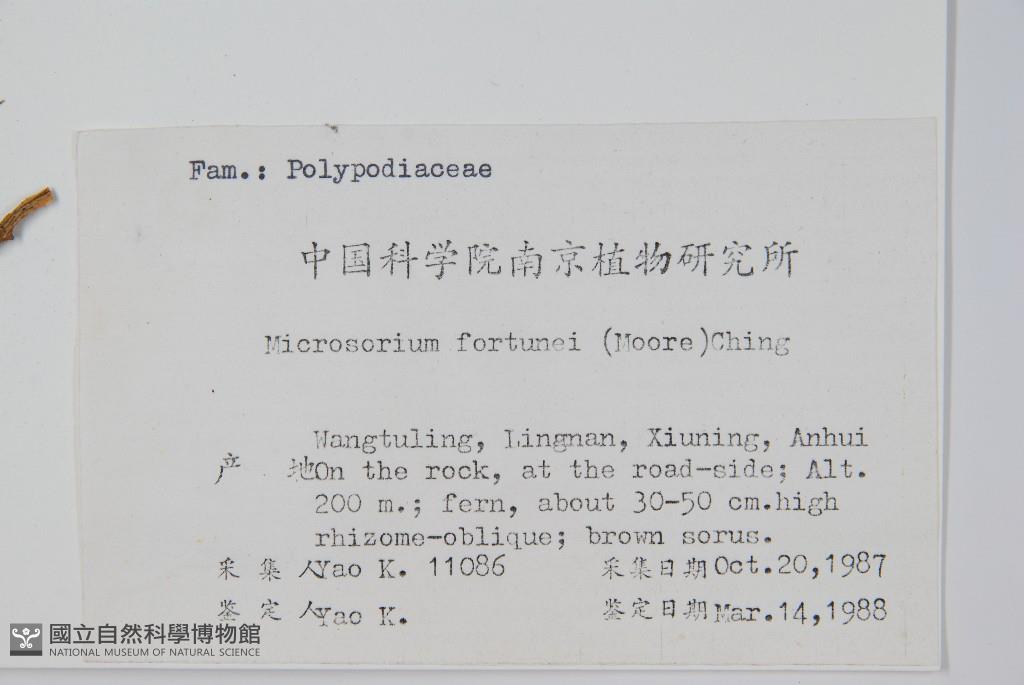 Fam.: Polypodiaceae
中国科学院南京植物研究所
Microsorium fortunei (Moore)Ching
Wangtuling, Lingnan, Xiuning, Anhui
产 地On the rock, at the road-side; Alt.
200 m.; fern, about 30-50 cm.high
rhizome-oblique; brown sorus.
采 集 人Yao K. 11086 采集日期Oct.20,1987
鉴 定 人Yao K. 鉴定日期Mar.14,1988
國立自然科學博物館
NATIONAL MUSEUM OF NATURAL SCIENCE